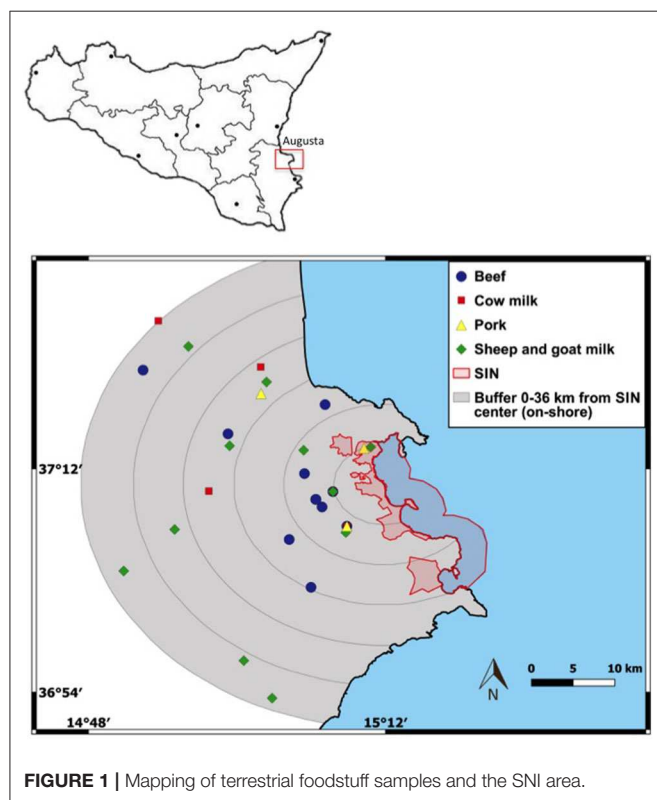 Augusta
Beef
Cow milk
Pork
Sheep and goat milk
SIN
Buffer 0-36 km from SIN
center (on-shore)
37°12′
36°54′
14°48′
15°12′
N
0 5 10 km
FIGURE 1 | Mapping of terrestrial foodstuff samples and the SNI area.